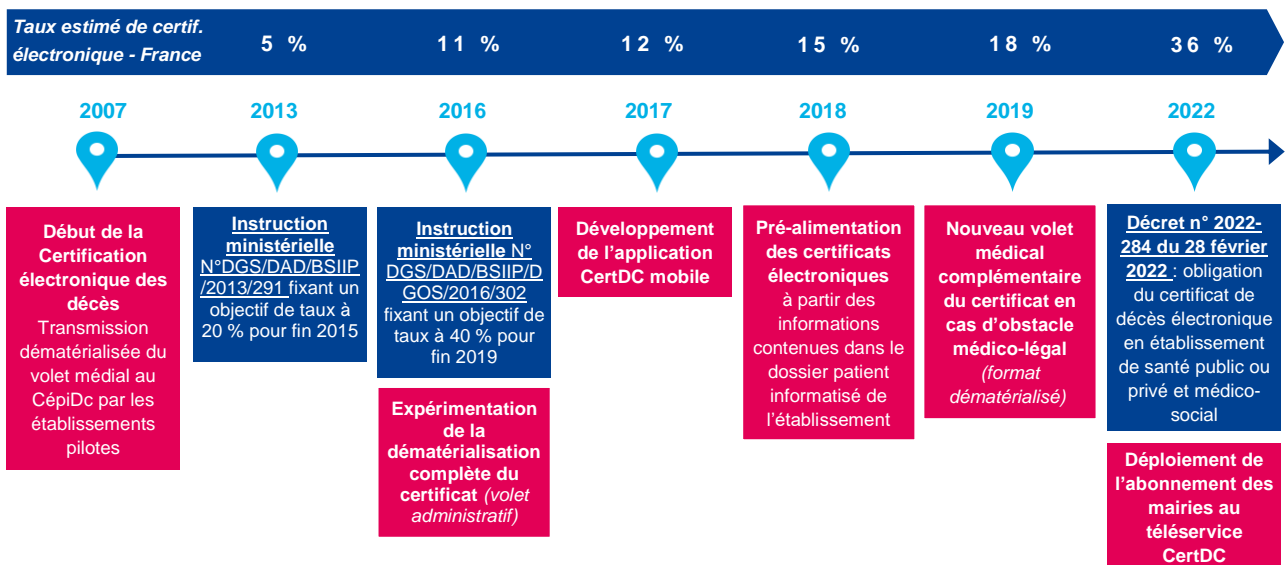 Taux estimé de certif.
électronique - France
5 %
11 %
12 %
15 %
18 %
36 %
2007
2013
2016
2017
2018
2019
2022
Début de la
Certification
électronique des
décès
Transmission
dématérialisée du
volet médial au
CépiDc par les
établissements
pilotes
Instruction
ministérielle
N°DGS/DAD/BSIIP
/2013/291 fixant un
objectif de taux à
20 % pour fin 2015
Instruction
ministérielle N°
DGS/DAD/BSIIP/D
GOS/2016/302
fixant un objectif de
taux à 40 % pour
fin 2019
Expérimentation
de la
dématérialisation
complète du
certificat (volet
administratif)
Développement
de l’application
CertDC mobile
Pré-alimentation
des certificats
électroniques
à partir des
informations
contenues dans le
dossier patient
informatisé de
l’établissement
Nouveau volet
médical
complémentaire
du certificat en
cas d’obstacle
médico-légal
(format
dématérialisé)
Décret n° 2022-
284 du 28 février
2022 : obligation
du certificat de
décès électronique
en établissement
de santé public ou
privé et médico-
social
Déploiement de
l’abonnement des
mairies au
téléservice
CertDC